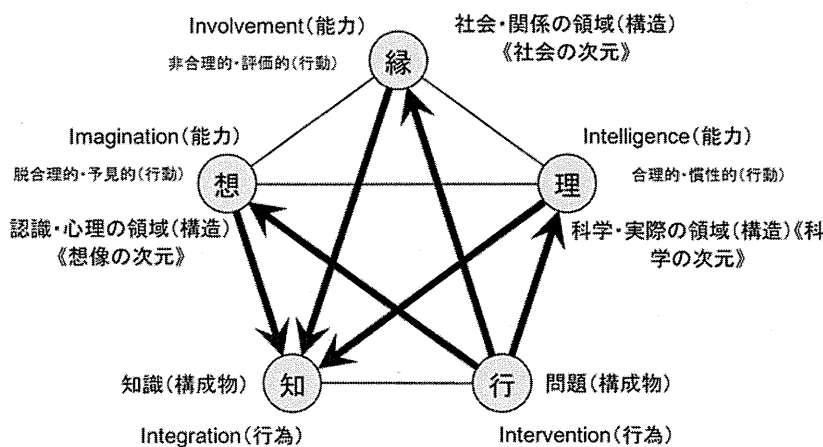 Involvement(能力)
非合理的・評価的(行動)
社会・関係の領域(構造)
《社会の次元》
縁
Imagination(能力)
脱合理的・予見的(行動)
認識・心理の領域(構造)
《想像の次元》
想
Intelligence(能力)
合理的・慣性的(行動)
科学・実際の領域(構造)《科
学の次元》
理
知識(構成物)
知
行
問題(構成物)
Integration(行為)
Intervention(行為)